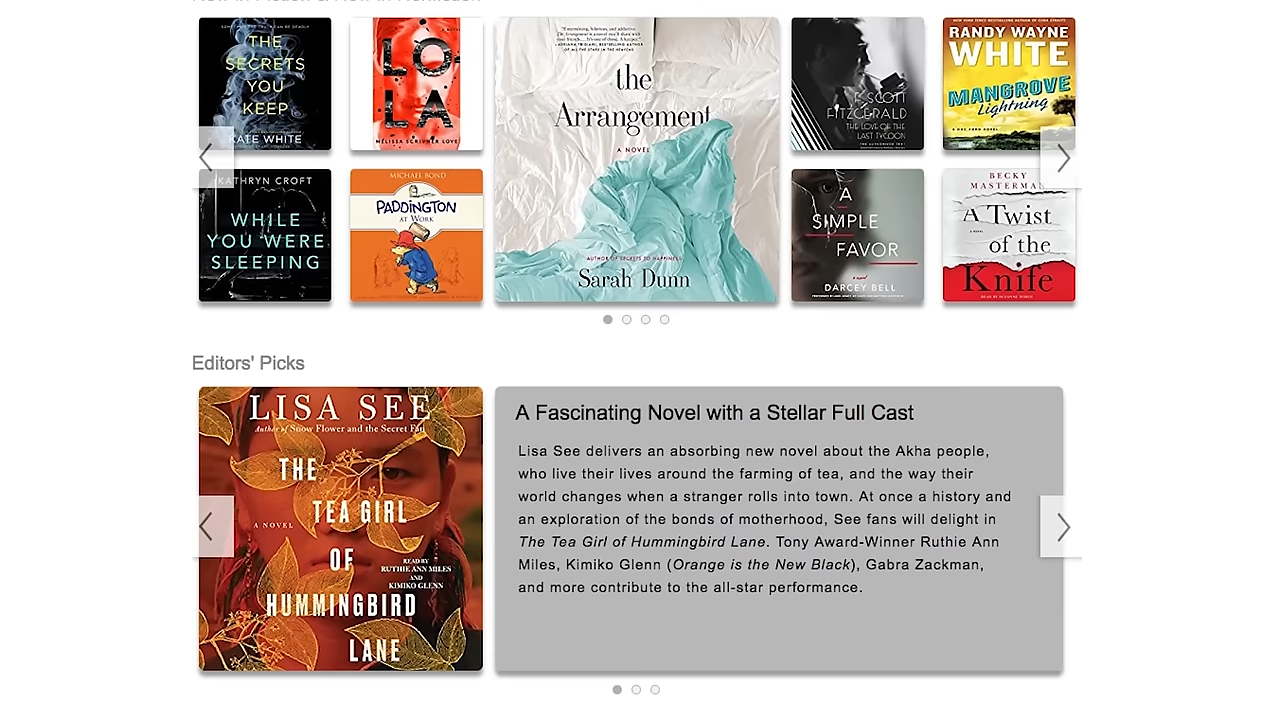 THE
SECRETS
YOU
KEEP
KATE WHITE
LO
LA
MELISSA SCRIVNER LOVE
the
Arrangement
A NOVEL
AUTHOR OF SECRETS TO HAPPINESS
Sarah Dunn
F. SCOTT
FITZGERALD
THE LOVE OF THE
LAST TYCOON
RANDY WAYNE
WHITE
MANGROVE
Lightning
A DOC FORD NOVEL
KATHRYN CROFT
WHILE
YOU WERE
SLEEPING
MICHAEL BOND
PADDINGTON
AT WORK
A
SIMPLE
FAVOR
a novel
DARCEY BELL
BECKY
MASTERMAN
A Twist
of the
Knife
Editors' Picks
LISA SEE
Author of Snow Flower and the Secret Fan
THE
TEA GIRL
A NOVEL
OF
READ BY
RUTHIE ANN MILES
AND
KIMIKO GLENN
HUMMINGBIRD
LANE
A Fascinating Novel with a Stellar Full Cast
Lisa See delivers an absorbing new novel about the Akha people,
who live their lives around the farming of tea, and the way their
world changes when a stranger rolls into town. At once a history and
an exploration of the bonds of motherhood, See fans will delight in
The Tea Girl of Hummingbird Lane. Tony Award-Winner Ruthie Ann
Miles, Kimiko Glenn (Orange is the New Black), Gabra Zackman,
and more contribute to the all-star performance.